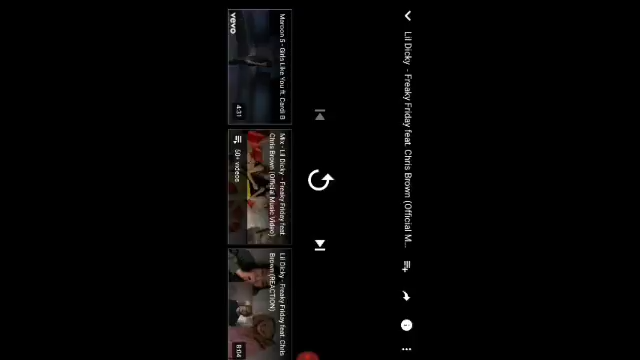 Lil Dicky - Freaky Friday feat. Chris Brown (Official M...
vevo
4:31
Maroon 5 - Girls Like You ft. Cardi B
50+ videos
Mix - Lil Dicky - Freaky Friday feat.
Chris Brown (Official Music Video)
8:04
Lil Dicky - Freaky Friday feat. Chris
Brown (REACTION)